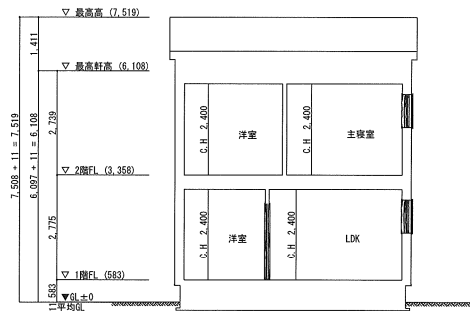 ▽ 最高高 (7,519)
1.411
▽ 最高軒高 (6,108)
7,508 + 11 = 7,519
6,097 + 11 = 6,108
2,739
C.H 2,400
洋室
C.H 2,400
主寝室
▽ 2階FL (3,358)
2,775
C.H 2,400
洋室
C.H 2,400
LDK
▽ 1階FL (583)
583
▼GL±0
11
平均GL